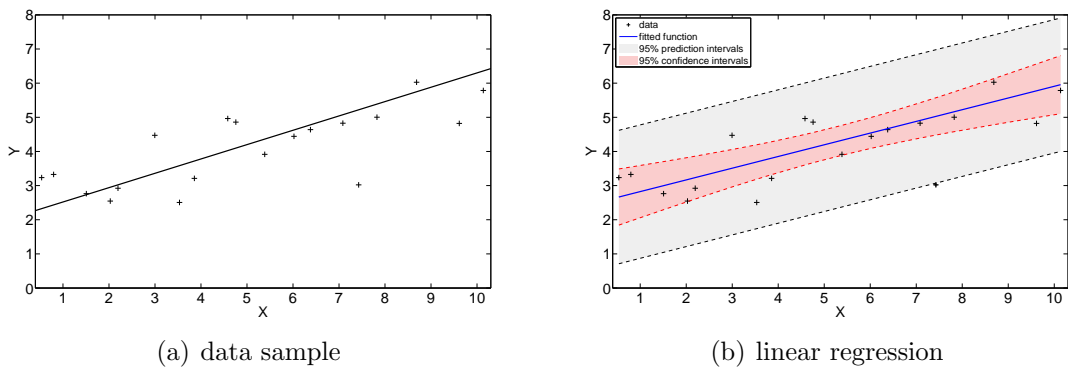 8
7
6
5
4
3
2
1
0
Y
1 2 3 4 5 6 7 8 9 10
X
(a) data sample
8
7
6
5
4
3
2
1
0
Y
data
fitted function
95% prediction intervals
95% confidence intervals
1 2 3 4 5 6 7 8 9 10
X
(b) linear regression